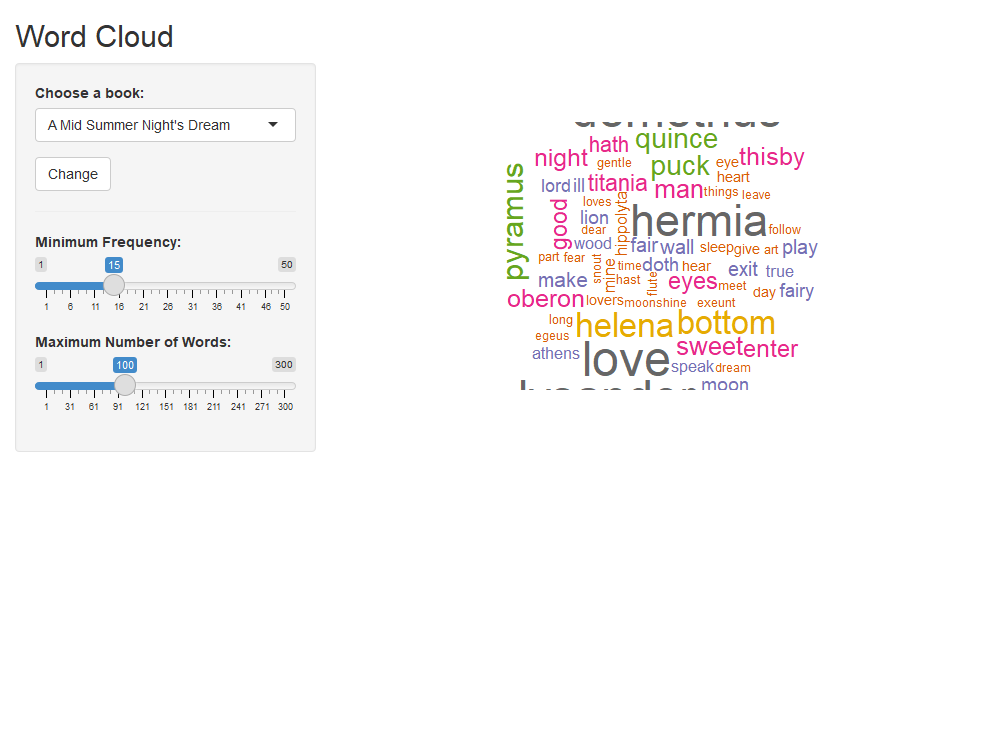 Word Cloud
Choose a book:
A Mid Summer Night's Dream
Change
Minimum Frequency:
1 15 50
1 6 11 16 21 26 31 36 41 46 50
Maximum Number of Words:
1 100 300
1 31 61 91 121 151 181 211 241 271 300
demetrius
hath quince
night gentle puck eye thisby
pyramus
lord ill titania man things heart leave
good
loves
hippolyta
lion hermia
dear follow
wood fair wall sleep give art play
part fear
snout
mine
time doth hear exit true
make hast
flute
eyes meet day fairy
oberon lovers moonshine exeunt
long helena bottom
egeus
athens love sweet enter
speak dream
lysander moon